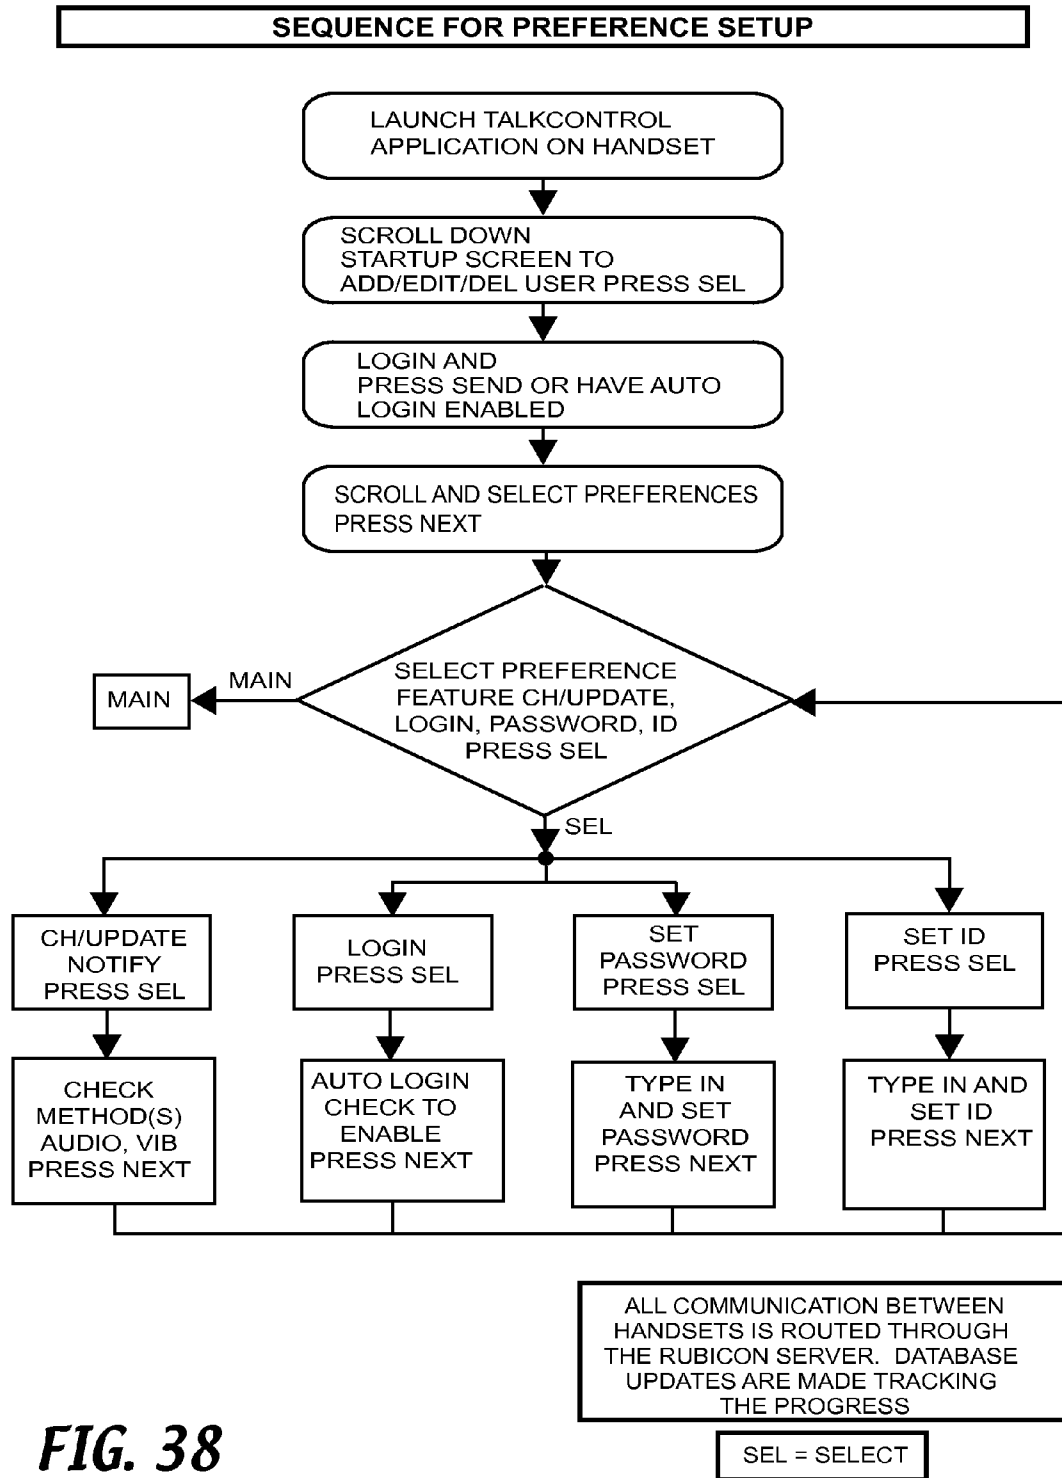 SEQUENCE FOR PREFERENCE SETUP
LAUNCH TALKCONTROL
APPLICATION ON HANDSET
SCROLL DOWN
STARTUP SCREEN TO
ADD/EDIT/DEL USER PRESS SEL
LOGIN AND
PRESS SEND OR HAVE AUTO
LOGIN ENABLED
SCROLL AND SELECT PREFERENCES
PRESS NEXT
SELECT PREFERENCE
FEATURE CH/UPDATE,
LOGIN, PASSWORD, ID
PRESS SEL
MAIN
MAIN
SEL
CH/UPDATE
NOTIFY
PRESS SEL
LOGIN
PRESS SEL
SET
PASSWORD
PRESS SEL
SET ID
PRESS SEL
CHECK
METHOD(S)
AUDIO, VIB
PRESS NEXT
AUTO LOGIN
CHECK TO
ENABLE
PRESS NEXT
TYPE IN
AND SET
PASSWORD
PRESS NEXT
TYPE IN AND
SET ID
PRESS NEXT
ALL COMMUNICATION BETWEEN
HANDSETS IS ROUTED THROUGH
THE RUBICON SERVER. DATABASE
UPDATES ARE MADE TRACKING
THE PROGRESS
SEL = SELECT
FIG. 38